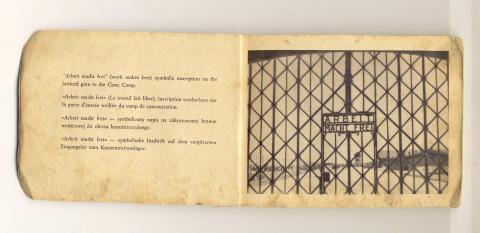 "Arbeit macht frei" (work makes free) symbolic inscription on the
latticed gate to the Conc. Camp.
«Arbeit macht frei» (Le travail fait libre), inscription symbolique sur
la porte d'entrée treillée du camp de concentration.
«Arbeit macht frei» — symboliczny napis na zakratowanej bramie
wejściowej do obozu koncentracyjnego.
«Arbeit macht frei» — symbolische Inschrift auf dem vergitterten
Eingangstor zum Konzentrationslager.
ARBEIT
MACHT FREI